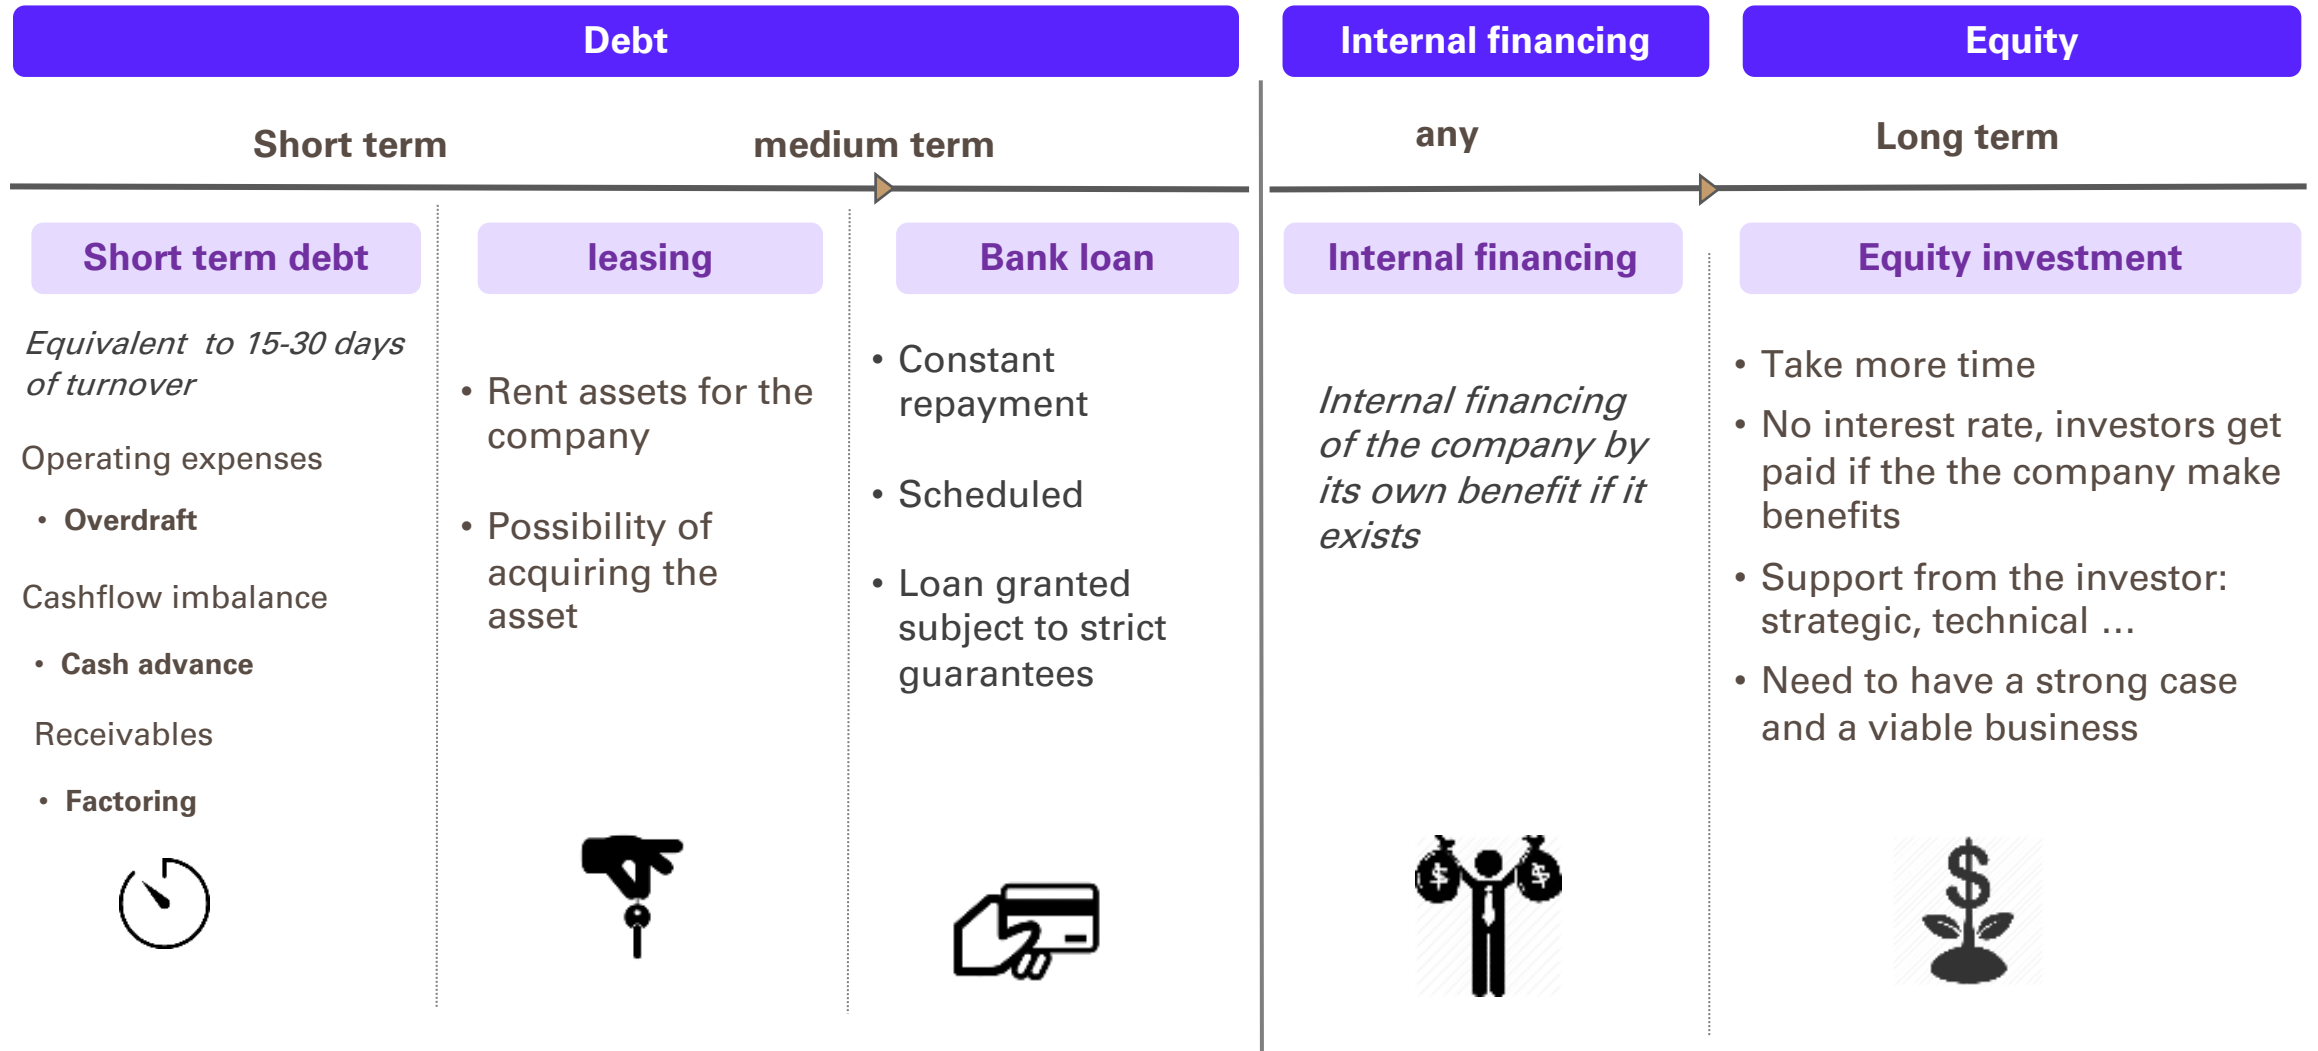 Debt
Internal financing
Equity
Short term
medium term
any
Long term
Short term debt
leasing
Bank loan
Internal financing
Equity investment
Equivalent to 15-30 days
of turnover
Operating expenses
• Overdraft
Cashflow imbalance
• Cash advance
Receivables
• Factoring
• Rent assets for the
company
• Possibility of
acquiring the
asset
• Constant
repayment
• Scheduled
• Loan granted
subject to strict
guarantees
Internal financing
of the company by
its own benefit if it
exists
• Take more time
• No interest rate, investors get
paid if the the company make
benefits
• Support from the investor:
strategic, technical …
• Need to have a strong case
and a viable business
$ $
$